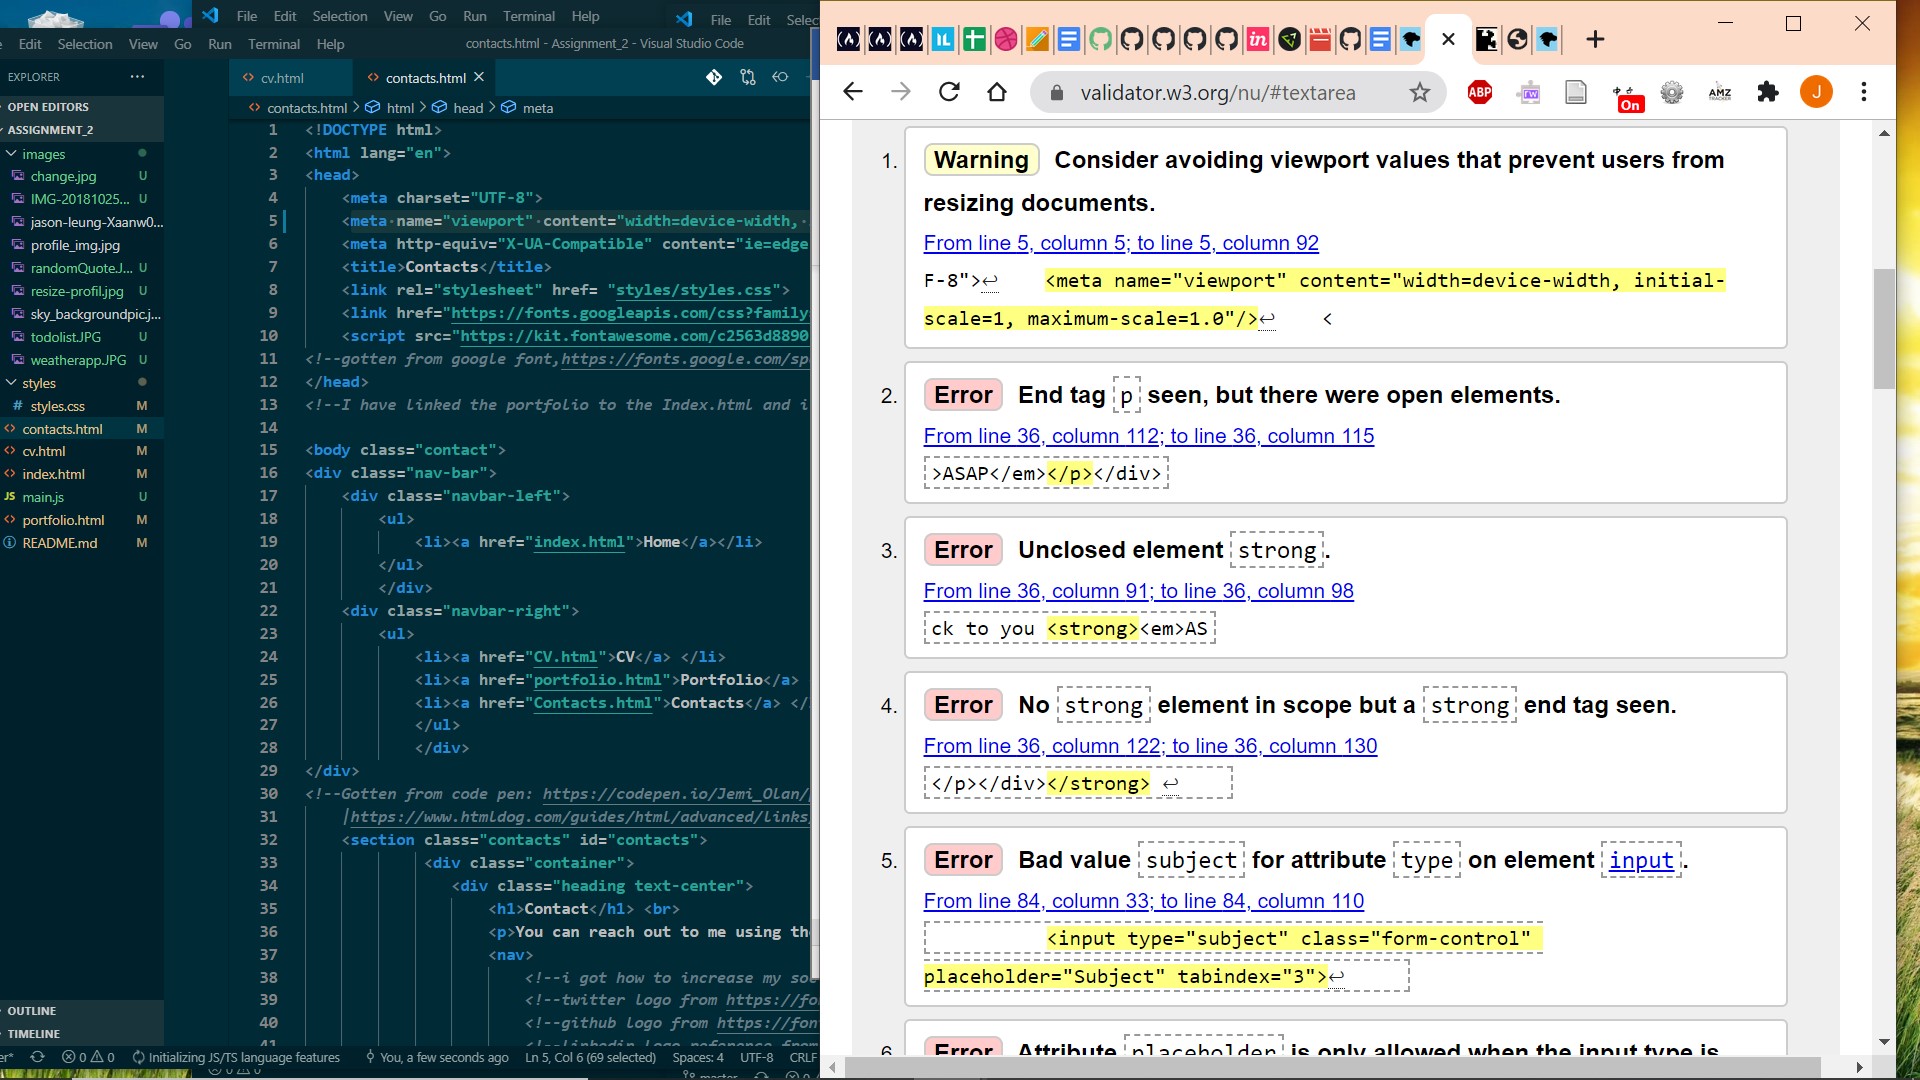 File Edit Selection View Go Run Terminal Help
File Edit
Edit Selection View Go Run Terminal Help
contacts.html - Assignment_2 - Visual Studio Code
EXPLORER
OPEN EDITORS
ASSIGNMENT_2
images
change.jpg U
IMG-20181025... U
jason-leung-Xaanw0...
profile_img.jpg
randomQuote.J... U
resize-profil.jpg U
sky_backgroundpic.j...
todolist.JPG U
weatherapp.JPG U
styles
# styles.css M
<> contacts.html M
<> cv.html M
<> index.html M
JS main.js U
<> portfolio.html M
README.md M
OUTLINE
TIMELINE
<> cv.html
<> contacts.html
<> contacts.html > html > head > meta
1 <!DOCTYPE html>
2 <html lang="en">
3 <head>
4 <meta charset="UTF-8">
5 <meta name="viewport" content="width=device-width,
6 <meta http-equiv="X-UA-Compatible" content="ie=edge
7 <title>Contacts</title>
8 <link rel="stylesheet" href= "styles/styles.css">
9 <link href="https://fonts.googleapis.com/css?family
10 <script src="https://kit.fontawesome.com/c2563d8890
11 <!--gotten from google font,https://fonts.google.com/sp
12 </head>
13 <!--I have linked the portfolio to the Index.html and i
14
15 <body class="contact">
16 <div class="nav-bar">
17 <div class="navbar-left">
18 <ul>
19 <li><a href="index.html">Home</a></li>
20 </ul>
21 </div>
22 <div class="navbar-right">
23 <ul>
24 <li><a href="CV.html">CV</a> </li>
25 <li><a href="portfolio.html">Portfolio</a>
26 <li><a href="Contacts.html">Contacts</a> </
27 </ul>
28 </div>
29 </div>
30 <!--Gotten from code pen: https://codepen.io/Jemi_Olan/
31 |https://www.htmldog.com/guides/html/advanced/links
32 <section class="contacts" id="contacts">
33 <div class="container">
34 <div class="heading text-center">
35 <h1>Contact</h1> <br>
36 <p>You can reach out to me using th
37 <nav>
38 <!--i got how to increase my so
39 <!--twitter logo from https://fo
40 <!--github logo from https://fon
41 <!--linkedin logo reference from
0 0 Initializing JS/TS language features You, a few seconds ago Ln 5, Col 6 (69 selected) Spaces: 4 UTF-8 CRLF
master
validator.w3.org/nu/#textarea
ABP
rw
On
AMZ
TRACKER
J
1. Warning Consider avoiding viewport values that prevent users from
resizing documents.
From line 5, column 5; to line 5, column 92
F-8">↩ <meta name="viewport" content="width=device-width, initial-
scale=1, maximum-scale=1.0"/>↩ <
2. Error End tag p seen, but there were open elements.
From line 36, column 112; to line 36, column 115
>ASAP</em></p></div>
3. Error Unclosed element strong.
From line 36, column 91; to line 36, column 98
ck to you <strong><em>AS
4. Error No strong element in scope but a strong end tag seen.
From line 36, column 122; to line 36, column 130
</p></div></strong> ↩
5. Error Bad value subject for attribute type on element input.
From line 84, column 33; to line 84, column 110
<input type="subject" class="form-control"
placeholder="Subject" tabindex="3">↩
6. Error Attribute placeholder is only allowed when the input type is